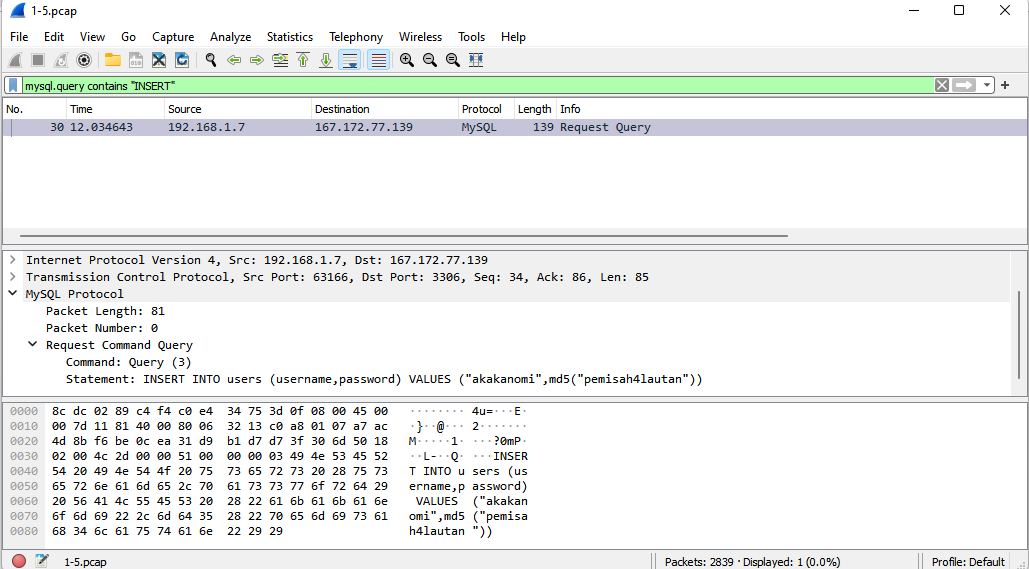 1-5.pcap
File Edit View Go Capture Analyze Statistics Telephony Wireless Tools Help
mysql.query contains "INSERT"
No. Time Source Destination Protocol Length Info
30 12.034643 192.168.1.7 167.172.77.139 MySQL 139 Request Query
Internet Protocol Version 4, Src: 192.168.1.7, Dst: 167.172.77.139
Transmission Control Protocol, Src Port: 63166, Dst Port: 3306, Seq: 34, Ack: 86, Len: 85
MySQL Protocol
Packet Length: 81
Packet Number: 0
Request Command Query
Command: Query (3)
Statement: INSERT INTO users (username,password) VALUES ("akakanomi",md5("pemisah4lautan"))
0000 8c dc 02 89 c4 f4 c0 e4 34 75 3d 0f 08 00 45 00 ········ 4u=···E·
0010 00 7d 11 81 40 00 80 06 32 13 c0 a8 01 07 a7 ac ·}··@··· 2·······
0020 4d 8b f6 be 0c ea 31 d9 b1 d7 d7 3f 30 6d 50 18 M·····1· ···?0mP·
0030 02 00 4c 2d 00 00 51 00 00 00 03 49 4e 53 45 52 ··L-··Q· ···INSER
0040 54 20 49 4e 54 4f 20 75 73 65 72 73 20 28 75 73 T INTO u sers (us
0050 65 72 6e 61 6d 65 2c 70 61 73 73 77 6f 72 64 29 ername,p assword)
0060 20 56 41 4c 55 45 53 20 28 22 61 6b 61 6b 61 6e VALUES ("akakan
0070 6f 6d 69 22 2c 6d 64 35 28 22 70 65 6d 69 73 61 omi",md5 ("pemisa
0080 68 34 6c 61 75 74 61 6e 22 29 29 h4lautan "))
1-5.pcap Packets: 2839 · Displayed: 1 (0.0%) Profile: Default